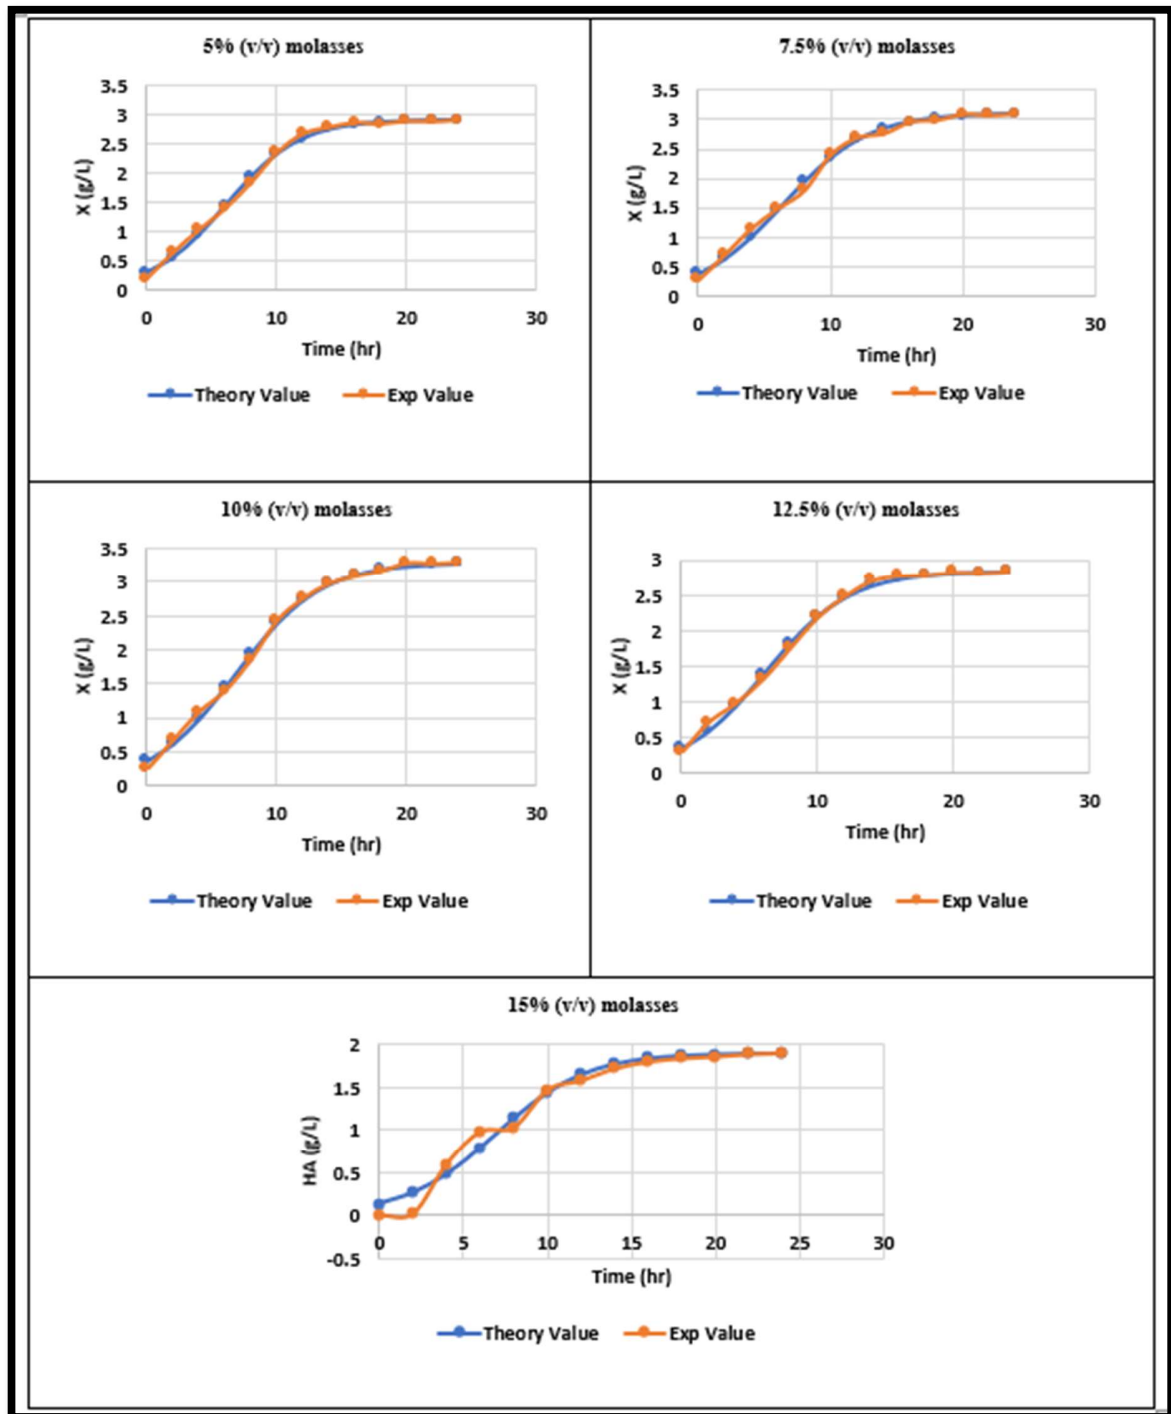 5% (v/v) molasses
3.5
3
2.5
2
1.5
1
0.5
0
X (g/L)
0 10 20 30
Time (hr)
Theory Value Exp Value
7.5% (v/v) molasses
3.5
3
2.5
2
1.5
1
0.5
0
X (g/L)
0 10 20 30
Time (hr)
Theory Value Exp Value
10% (v/v) molasses
3.5
3
2.5
2
1.5
1
0.5
0
X (g/L)
0 10 20 30
Time (hr)
Theory Value Exp Value
12.5% (v/v) molasses
3
2.5
2
1.5
1
0.5
0
X (g/L)
0 10 20 30
Time (hr)
Theory Value Exp Value
15% (v/v) molasses
2
1.5
1
0.5
0
-0.5
HA (g/L)
0 5 10 15 20 25 30
Time (hr)
Theory Value Exp Value